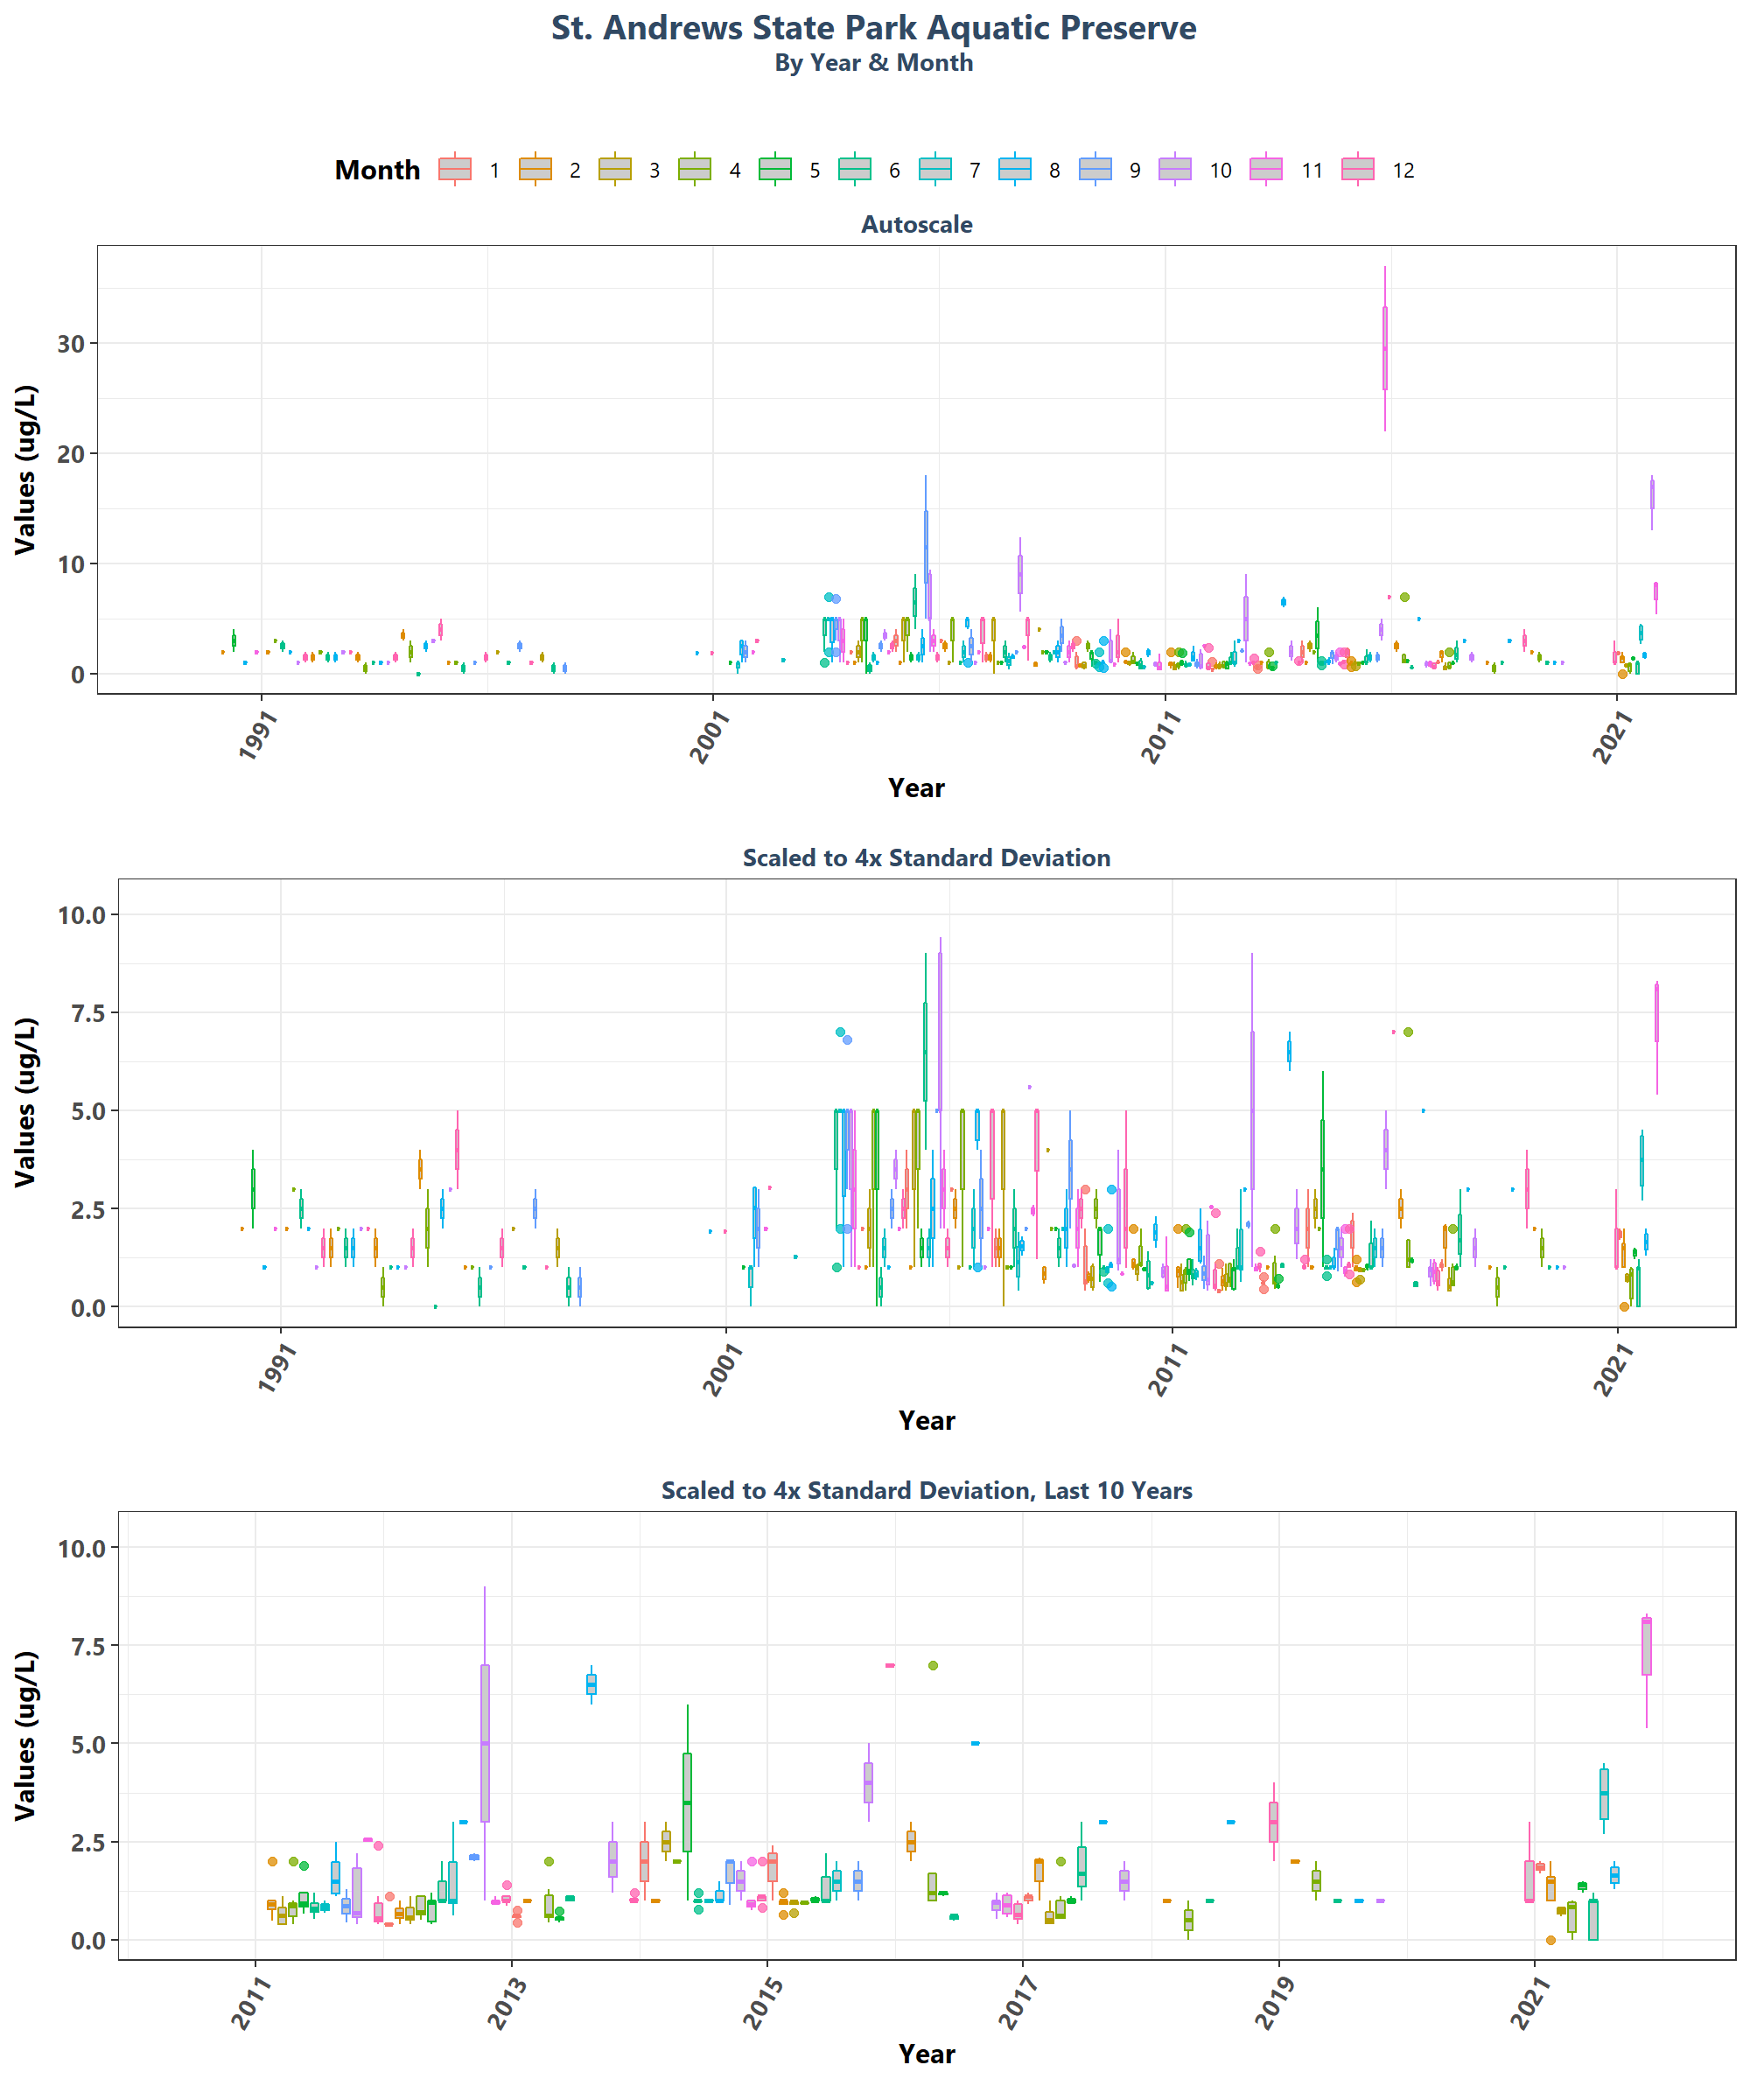 St. Andrews State Park Aquatic Preserve
By Year & Month
Month 1 2 3 4 5 6 7 8 9 10 11 12
Autoscale
Values (ug/L)
30
20
10
0
1991 2001 2011 2021
Year
Scaled to 4x Standard Deviation
Values (ug/L)
10.0
7.5
5.0
2.5
0.0
1991 2001 2011 2021
Year
Scaled to 4x Standard Deviation, Last 10 Years
Values (ug/L)
10.0
7.5
5.0
2.5
0.0
2011 2013 2015 2017 2019 2021
Year